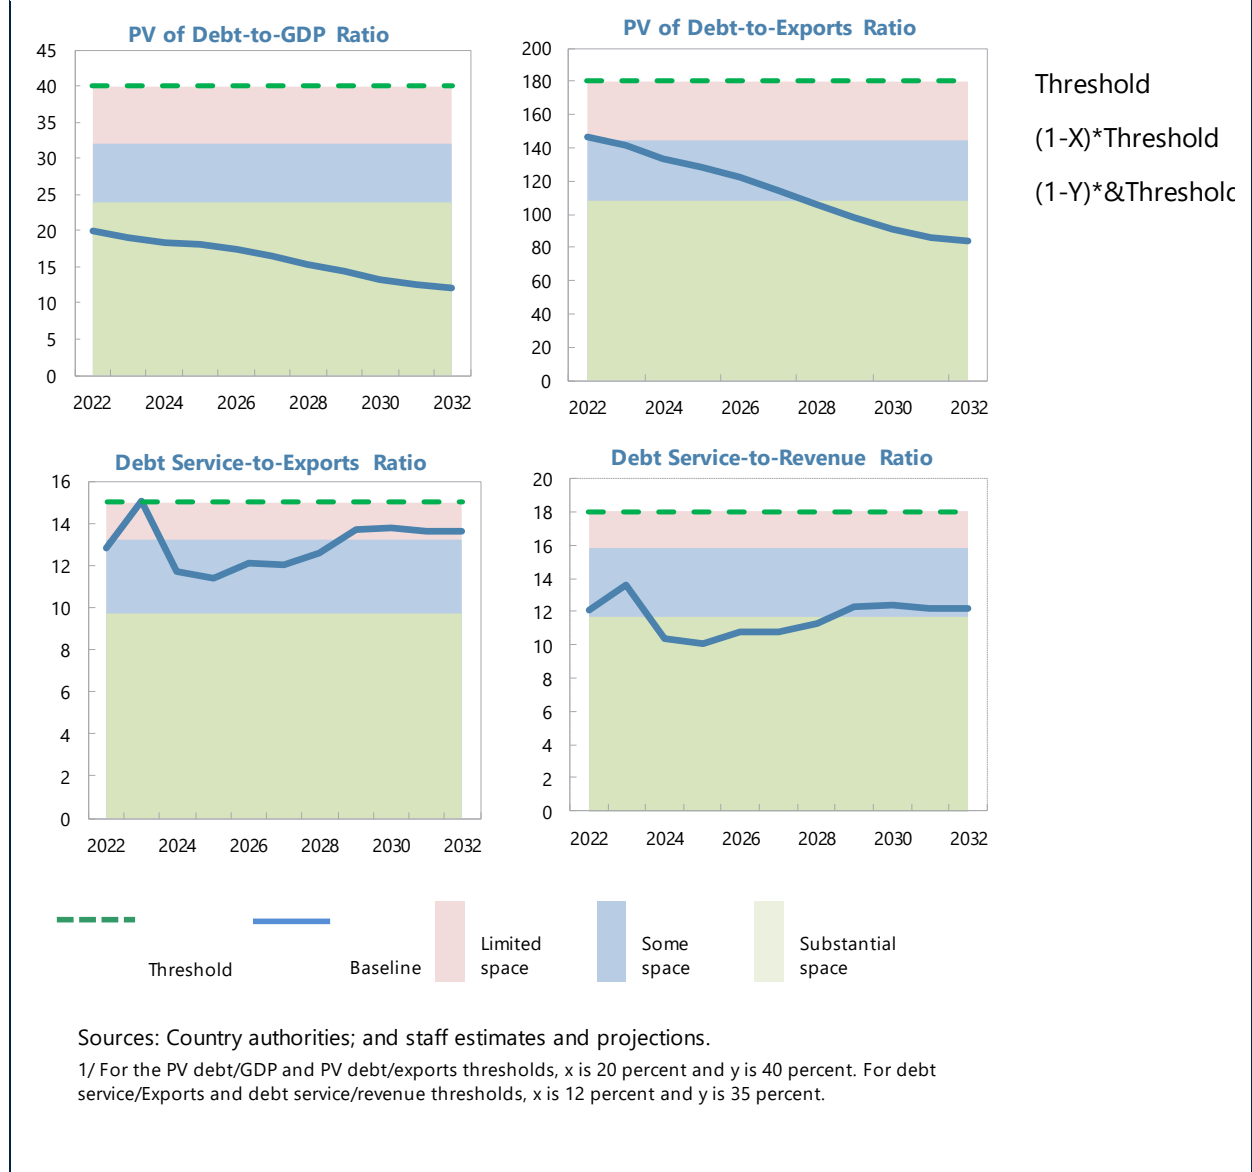 PV of Debt-to-GDP Ratio
45
40
35
30
25
20
15
10
5
0
2022 2024 2026 2028 2030 2032
PV of Debt-to-Exports Ratio
200
180
160
140
120
100
80
60
40
20
0
2022 2024 2026 2028 2030 2032
Threshold
(1-X)*Threshold
(1-Y)*&Threshold
Debt Service-to-Exports Ratio
16
14
12
10
8
6
4
2
0
2022 2024 2026 2028 2030 2032
Debt Service-to-Revenue Ratio
20
18
16
14
12
10
8
6
4
2
0
2022 2024 2026 2028 2030 2032
Threshold
Baseline
Limited
space
Some
space
Substantial
space
Sources: Country authorities; and staff estimates and projections.
1/ For the PV debt/GDP and PV debt/exports thresholds, x is 20 percent and y is 40 percent. For debt
service/Exports and debt service/revenue thresholds, x is 12 percent and y is 35 percent.